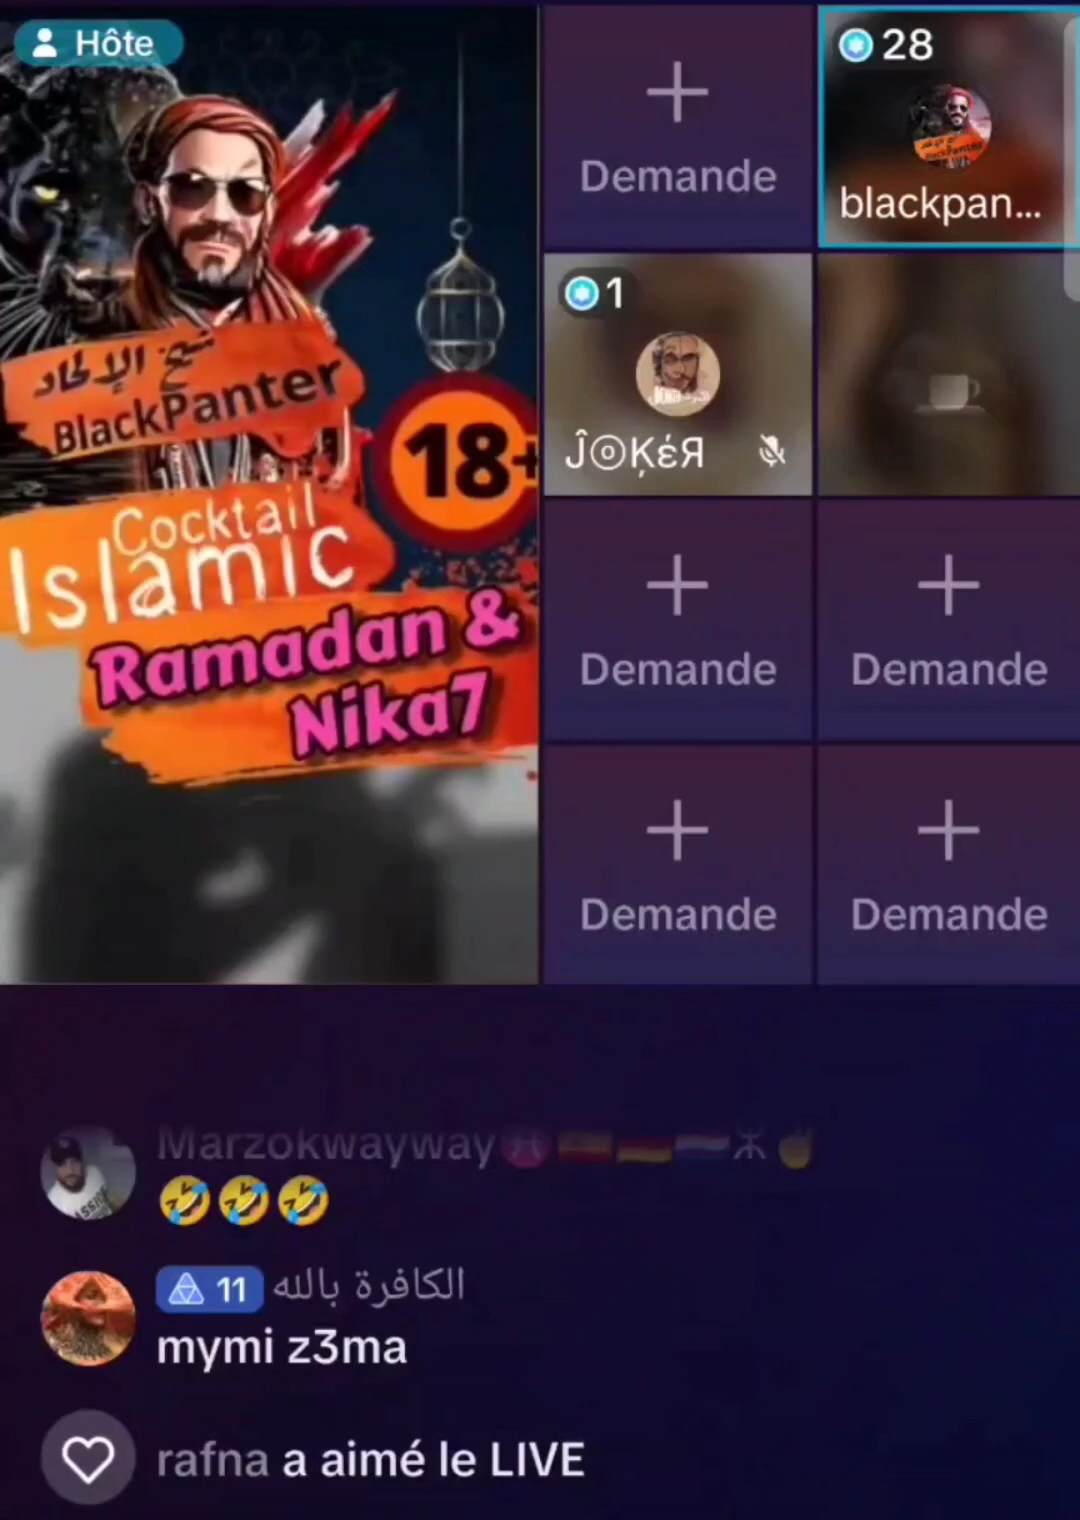 Hôte
شيخ الإلحاد
BlackPanter
18+
Cocktail
Islamic
Ramadan &
Nika7
Demande
28
blackpan...
1
Ĵ⊙ĶέЯ
Demande
Demande
Demande
Demande
Marzokwayway
🤣🤣🤣
11 الكافرة بالله
mymi z3ma
rafna a aimé le LIVE